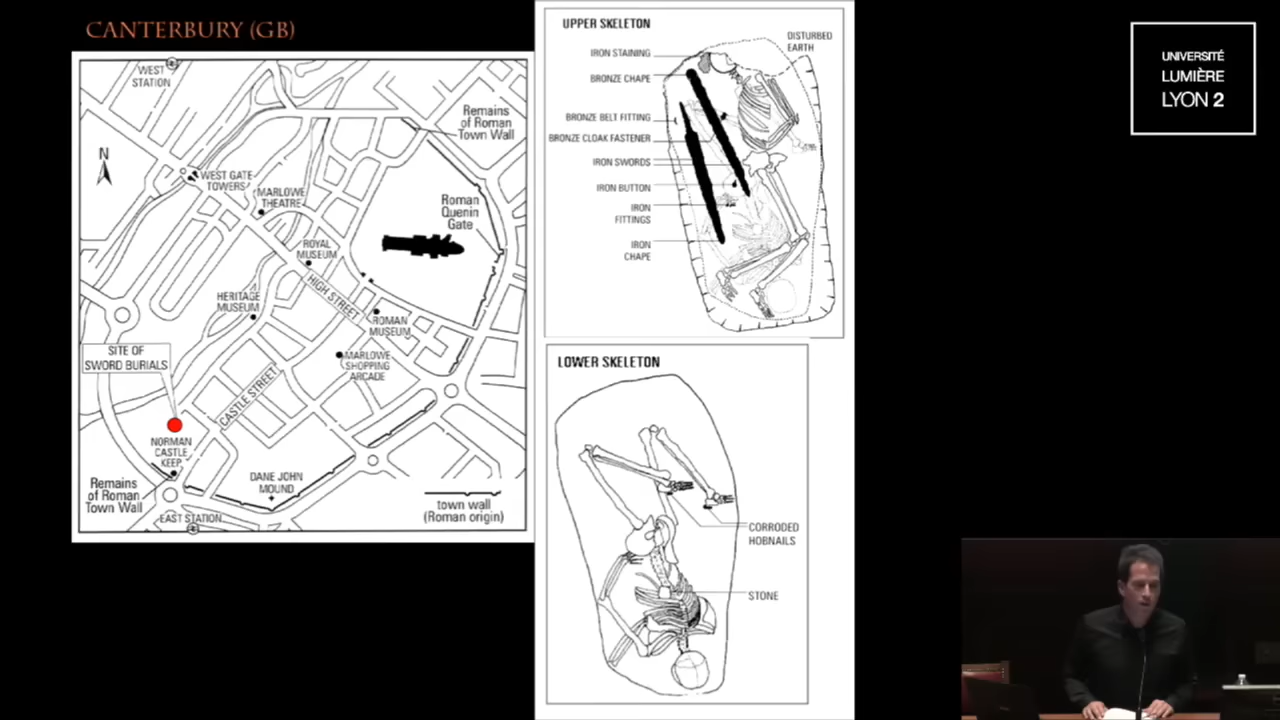 CANTERBURY (GB)
WEST
STATION
N
Remains
of Roman
Town Wall
WEST GATE
TOWERS
MARLOWE
THEATRE
Roman
Quenin
Gate
ROYAL
MUSEUM
HIGH STREET
HERITAGE
MUSEUM
ROMAN
MUSEUM
SITE OF
SWORD BURIALS
MARLOWE
SHOPPING
ARCADE
CASTLE STREET
NORMAN
CASTLE
KEEP
DANE JOHN
MOUND
Remains
of Roman
Town Wall
town wall
(Roman origin)
EAST STATION
UPPER SKELETON
DISTURBED
EARTH
IRON STAINING
BRONZE CHAPE
BRONZE BELT FITTING
BRONZE CLOAK FASTENER
IRON SWORDS
IRON BUTTON
IRON
FITTINGS
IRON
CHAPE
LOWER SKELETON
CORRODED
HOBNAILS
STONE
UNIVERSITÉ
LUMIÈRE
LYON 2